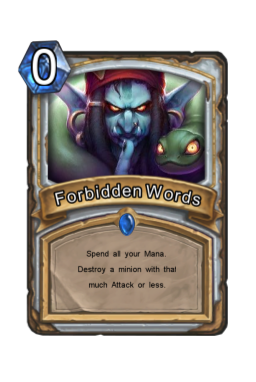 0
Forbidden Words
Spend all your Mana.
Destroy a minion with that
much Attack or less.